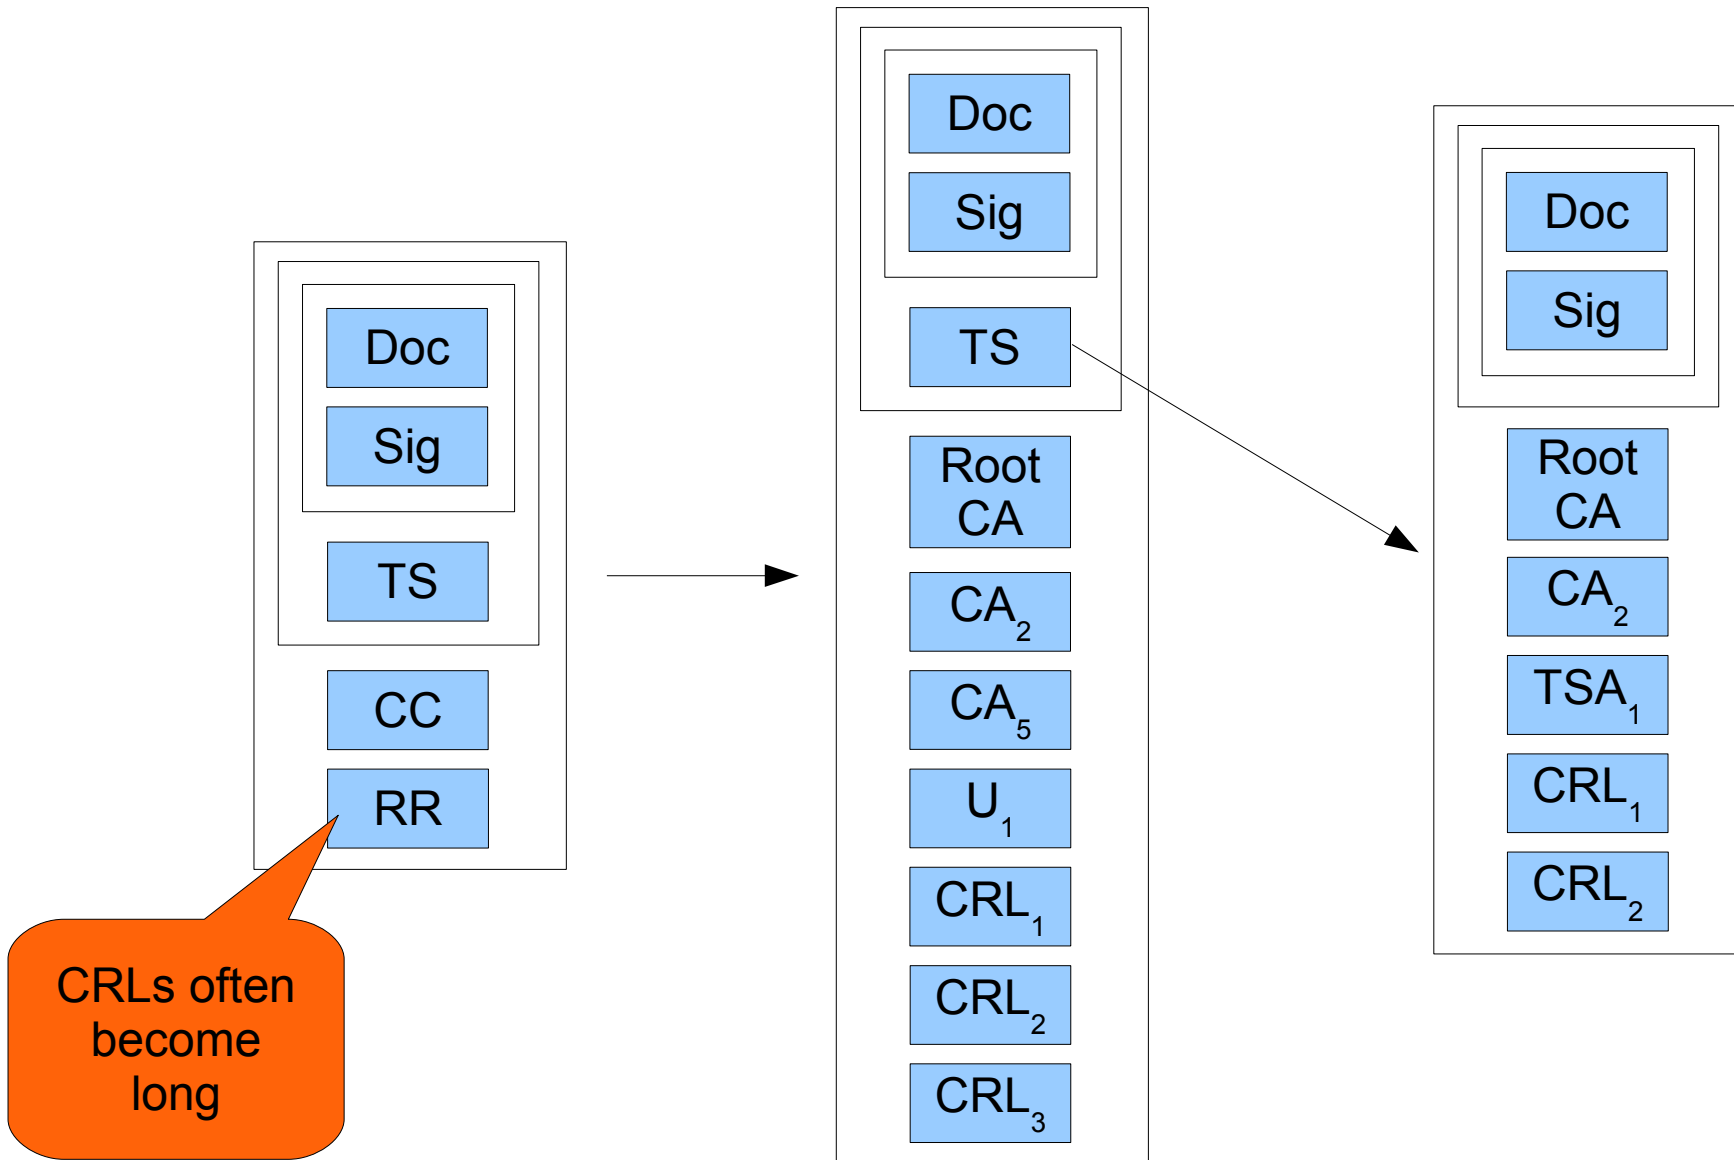 Doc
Sig
TS
CC
RR
CRLs often
become
long
Doc
Sig
TS
Root
CA
CA₂
CA₅
U₁
CRL₁
CRL₂
CRL₃
Doc
Sig
Root
CA
CA₂
TSA₁
CRL₁
CRL₂